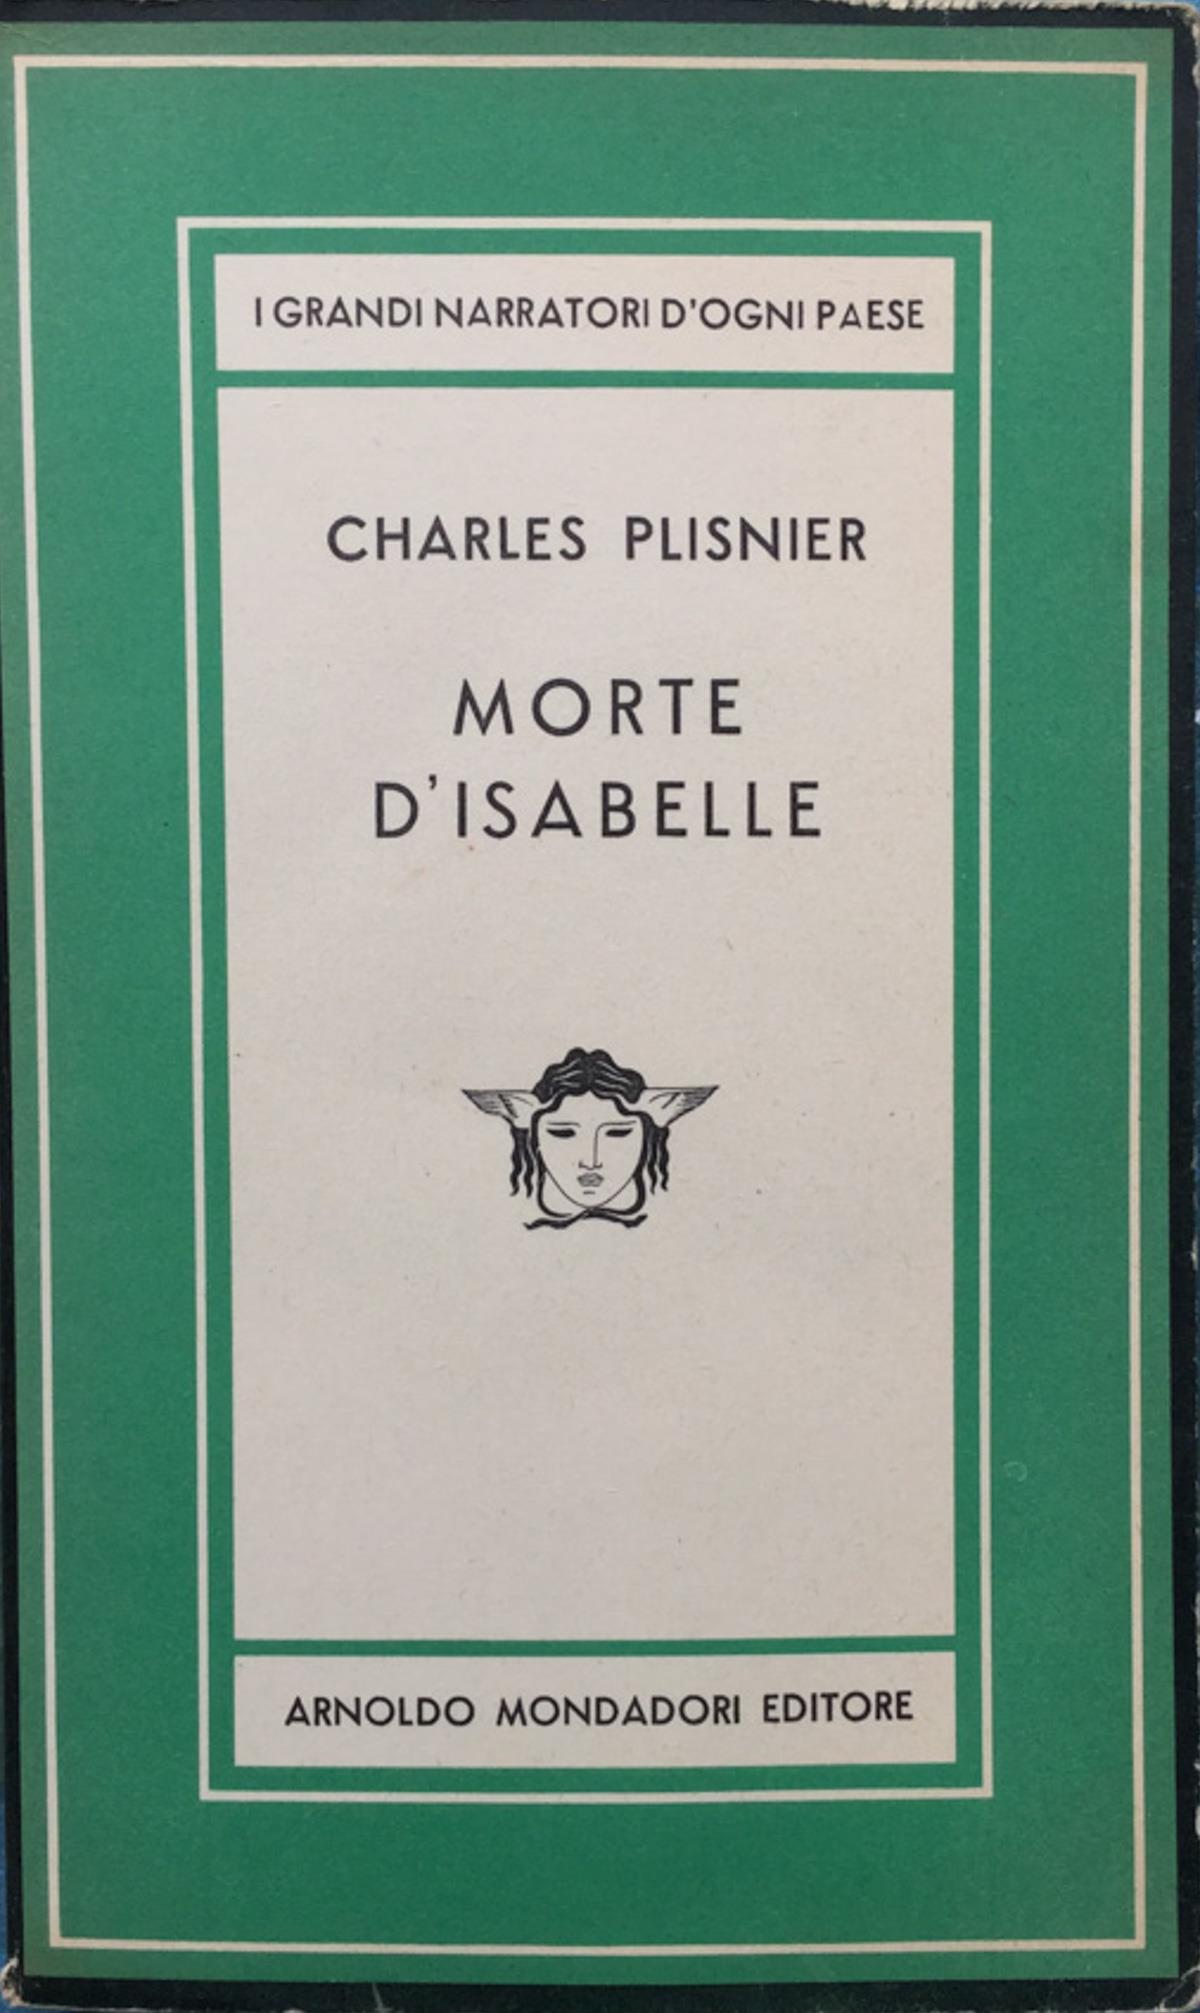 I GRANDI NARRATORI D'OGNI PAESE
CHARLES PLISNIER
MORTE
D'ISABELLE
ARNOLDO MONDADORI EDITORE